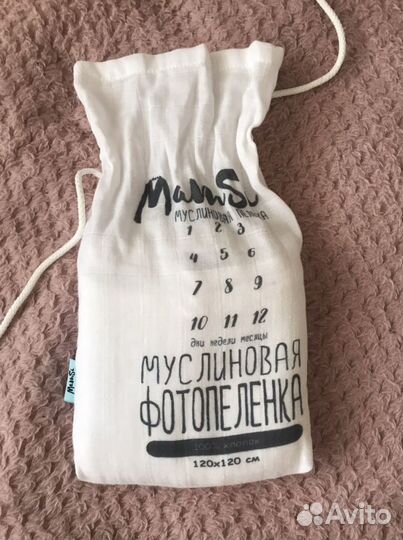 MamSi
МУСЛИНОВАЯ ПЕЛЕНКА
1 2 3
4 5 6
7 8 9
10 11 12
дни недели месяцы
МУСЛИНОВАЯ
ФОТОПЕЛЕНКА
100% хлопок
120х120 см
MamSi
Avito